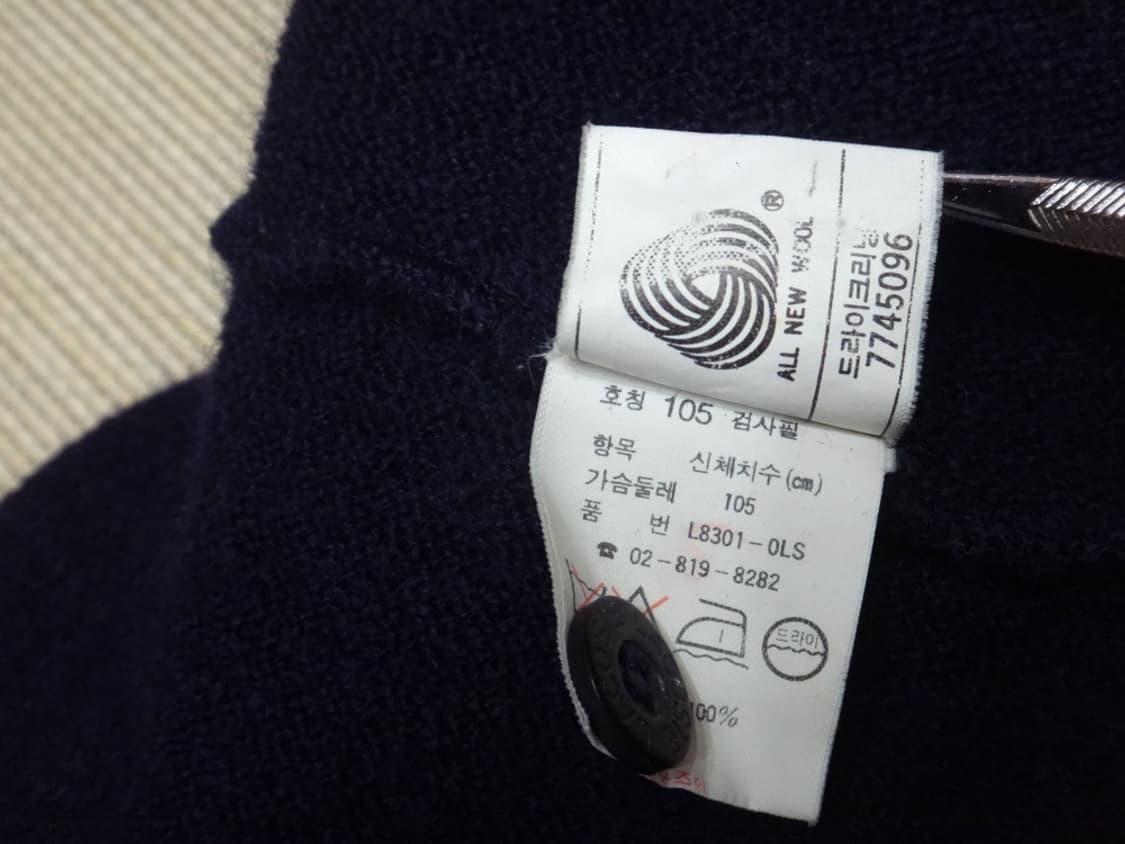 ®
ALL NEW WOOL
드라이크리닝
7745096
호칭 105 검사필
항목 신체치수(cm)
가슴둘레 105
품 번 L8301-0LS
☎ 02-819-8282
드라이
100%